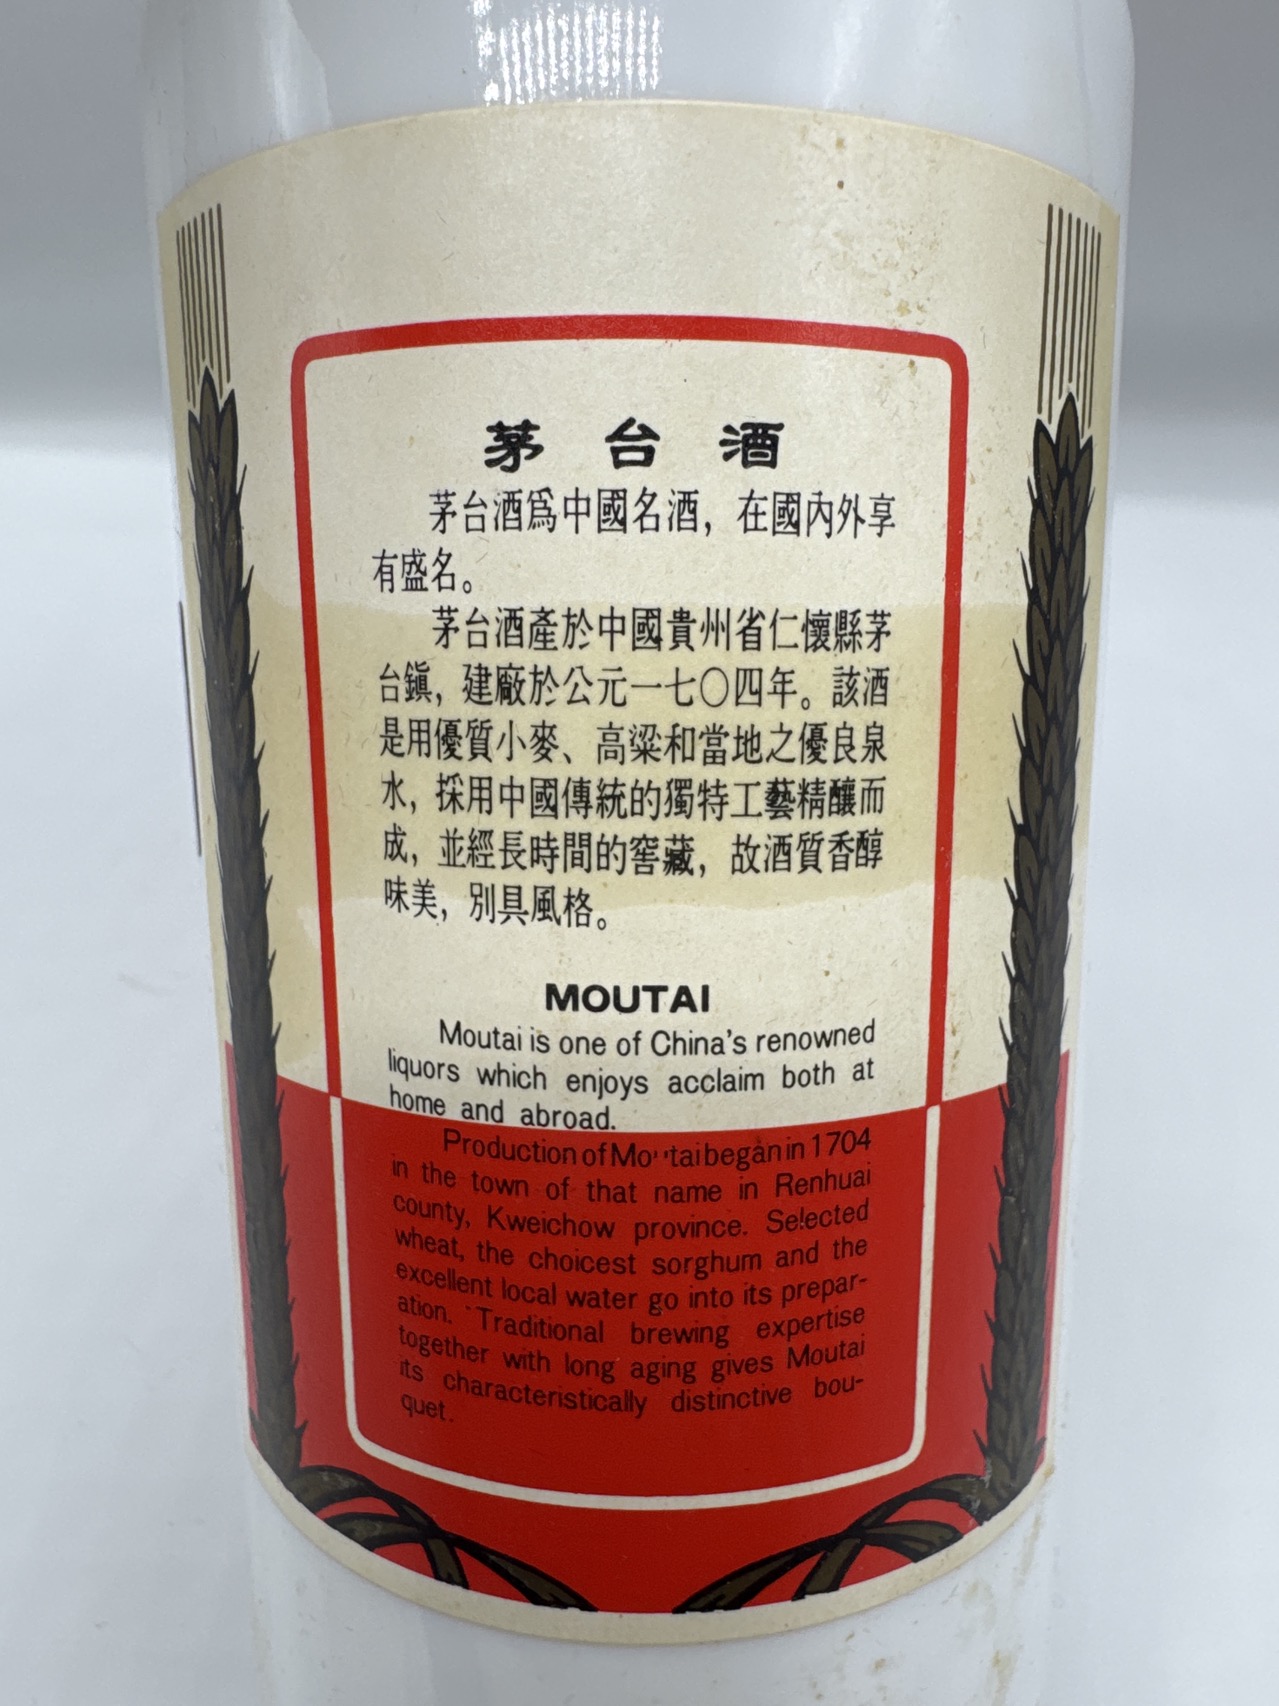 茅台酒
茅台酒爲中國名酒，在國內外享
有盛名。
茅台酒產於中國貴州省仁懷縣茅
台鎭，建廠於公元一七〇四年。該酒
是用優質小麥、高粱和當地之優良泉
水，採用中國傳統的獨特工藝精釀而
成，並經長時間的窖藏，故酒質香醇
味美，別具風格。
MOUTAI
Moutai is one of China's renowned
liquors which enjoys acclaim both at
home and abroad.
Production of Moutai began in 1704
in the town of that name in Renhuai
county, Kweichow province. Selected
wheat, the choicest sorghum and the
excellent local water go into its prepar-
ation. Traditional brewing expertise
together with long aging gives Moutai
its characteristically distinctive bou-
quet.